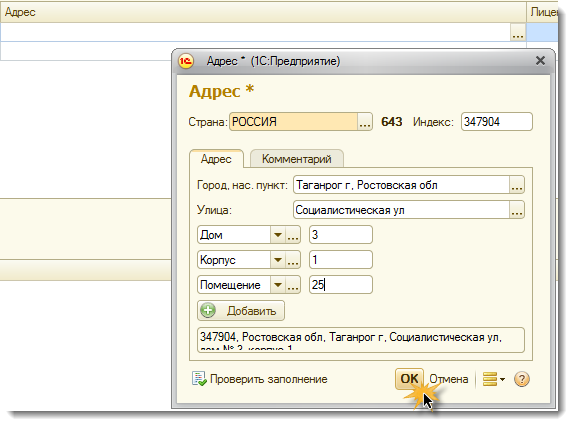 Адрес
Лице
...
Адрес * (1С:Предприятие)
Адрес *
Страна: РОССИЯ ... 643 Индекс: 347904
Адрес Комментарий
Город, нас. пункт: Таганрог г, Ростовская обл ...
Улица: Социалистическая ул ...
Дом ... 3
Корпус ... 1
Помещение ... 25
Добавить
347904, Ростовская обл, Таганрог г, Социалистическая ул,
дом № 3, корпус 1
Проверить заполнение OK Отмена ?